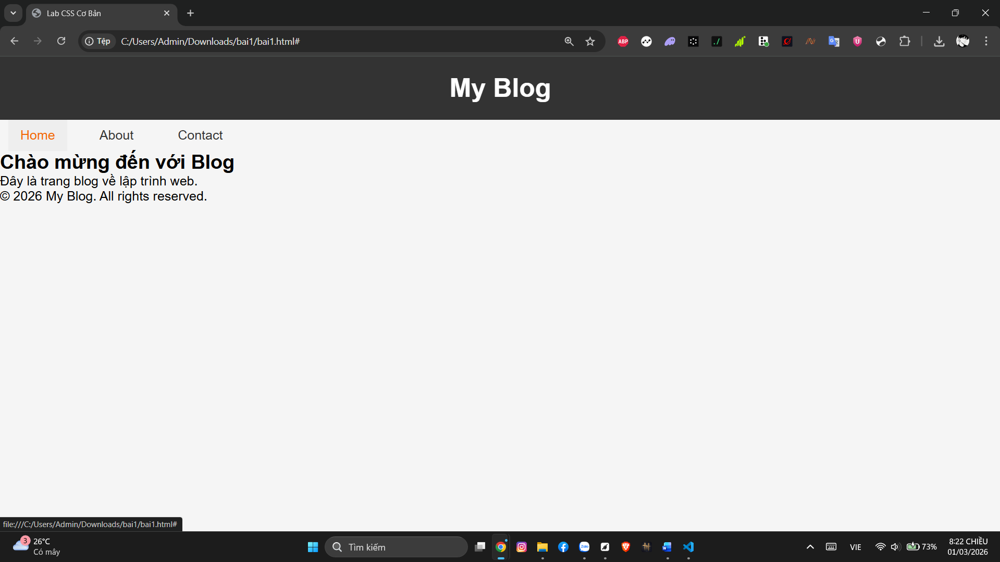 Lab CSS Cơ Bản
Tệp
C:/Users/Admin/Downloads/bai1/bai1.html#
ABP
My Blog
Home
About
Contact
Chào mừng đến với Blog
Đây là trang blog về lập trình web.
© 2026 My Blog. All rights reserved.
file:///C:/Users/Admin/Downloads/bai1/bai1.html#
3
26°C
Có mây
Tìm kiếm
Zalo
VIE
73%
8:22 CHIỀU
01/03/2026